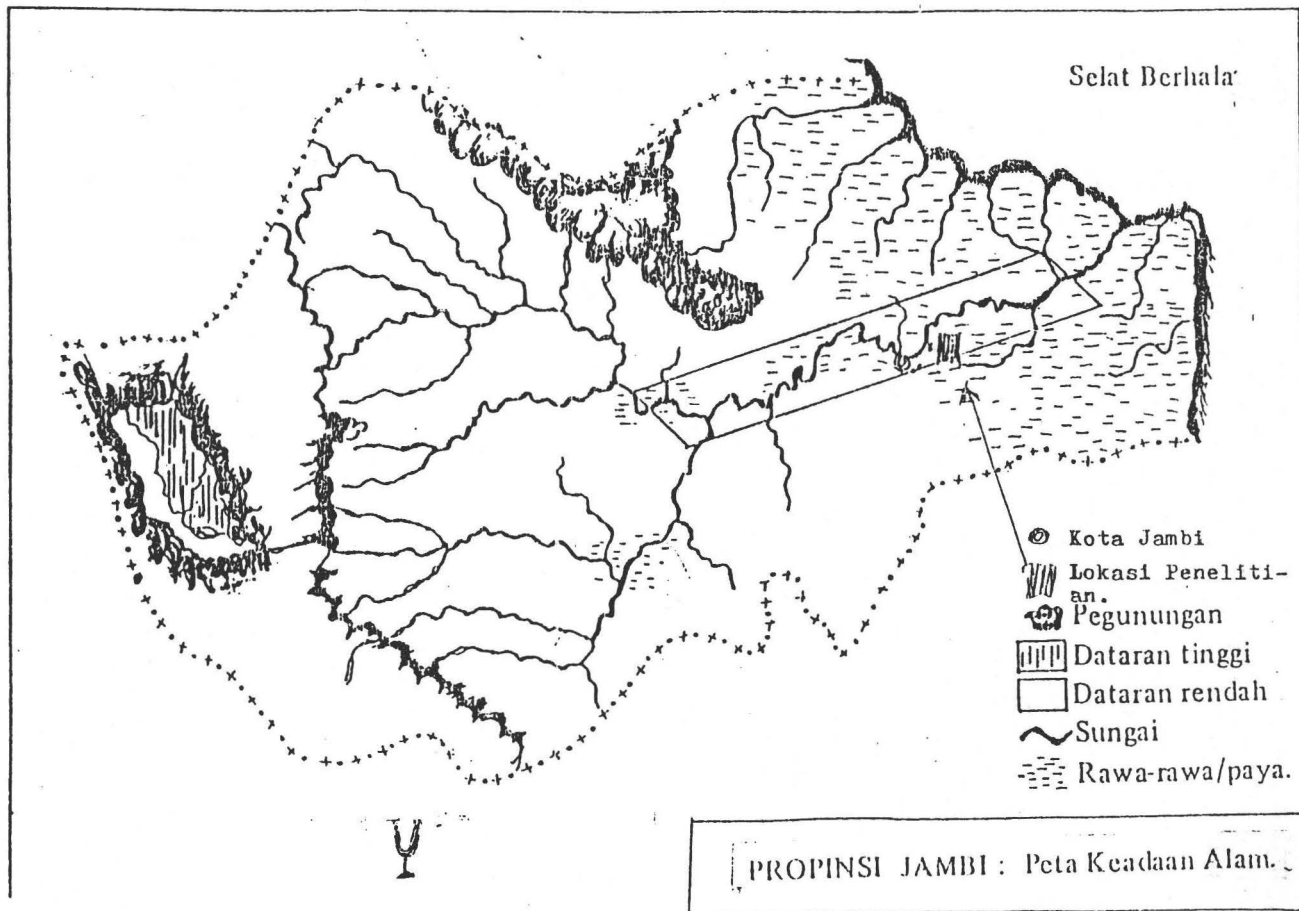 Selat Berhala
Kota Jambi
Lokasi Peneliti-
an.
Pegunungan
Dataran tinggi
Dataran rendah
Sungai
Rawa-rawa/paya.
PROPINSI JAMBI : Peta Keadaan Alam.